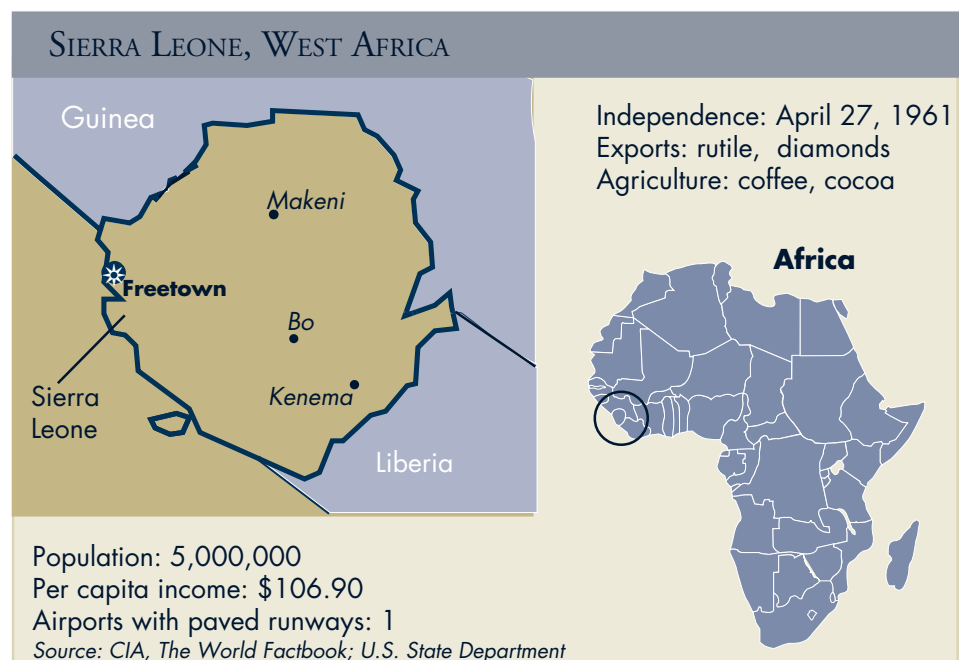 Sierra Leone, West Africa
Guinea
Makeni
Freetown
Bo
Kenema
Sierra
Leone
Liberia
Independence: April 27, 1961
Exports: rutile, diamonds
Agriculture: coffee, cocoa
Africa
Population: 5,000,000
Per capita income: $106.90
Airports with paved runways: 1
Source: CIA, The World Factbook; U.S. State Department